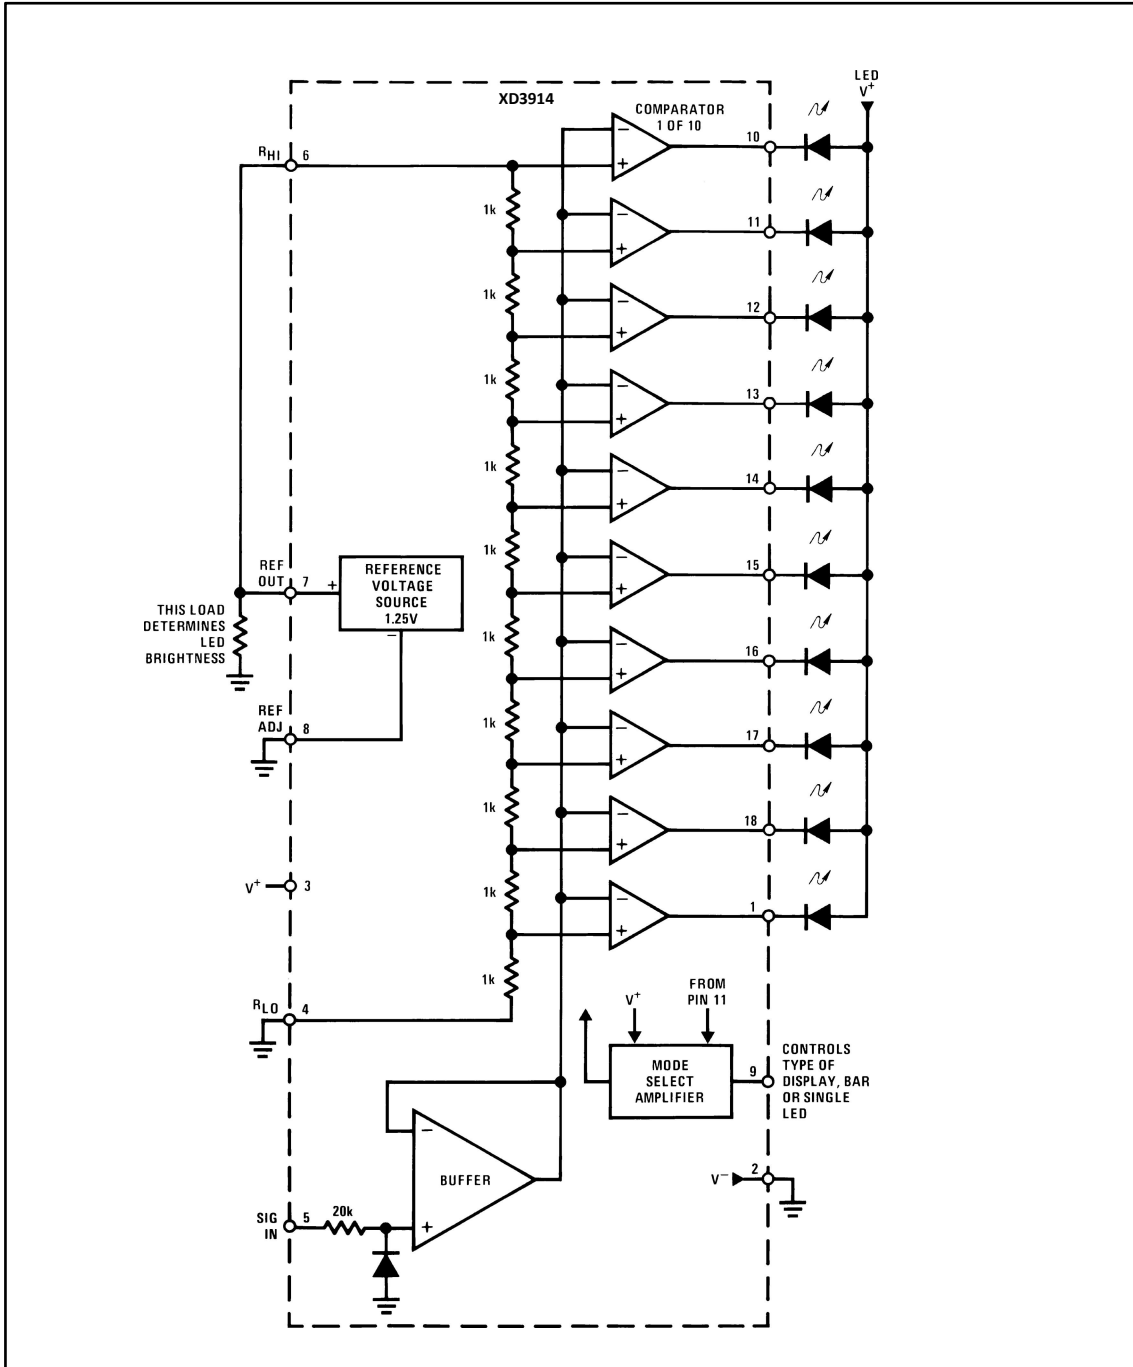 XD3914
LED
V+
COMPARATOR
1 OF 10
−
+
10
RHI
6
1k
−
+
11
1k
−
+
12
1k
−
+
13
1k
−
+
14
1k
−
+
15
REF
OUT
7
+
REFERENCE
VOLTAGE
SOURCE
1.25V
−
THIS LOAD
DETERMINES
LED
BRIGHTNESS
1k
−
+
16
REF
ADJ
8
1k
−
+
17
1k
−
+
18
V+
3
1k
−
+
1
1k
RLO
4
V+
FROM
PIN 11
MODE
SELECT
AMPLIFIER
9
CONTROLS
TYPE OF
DISPLAY, BAR
OR SINGLE
LED
−
BUFFER
+
V−
2
SIG
IN
5
20k